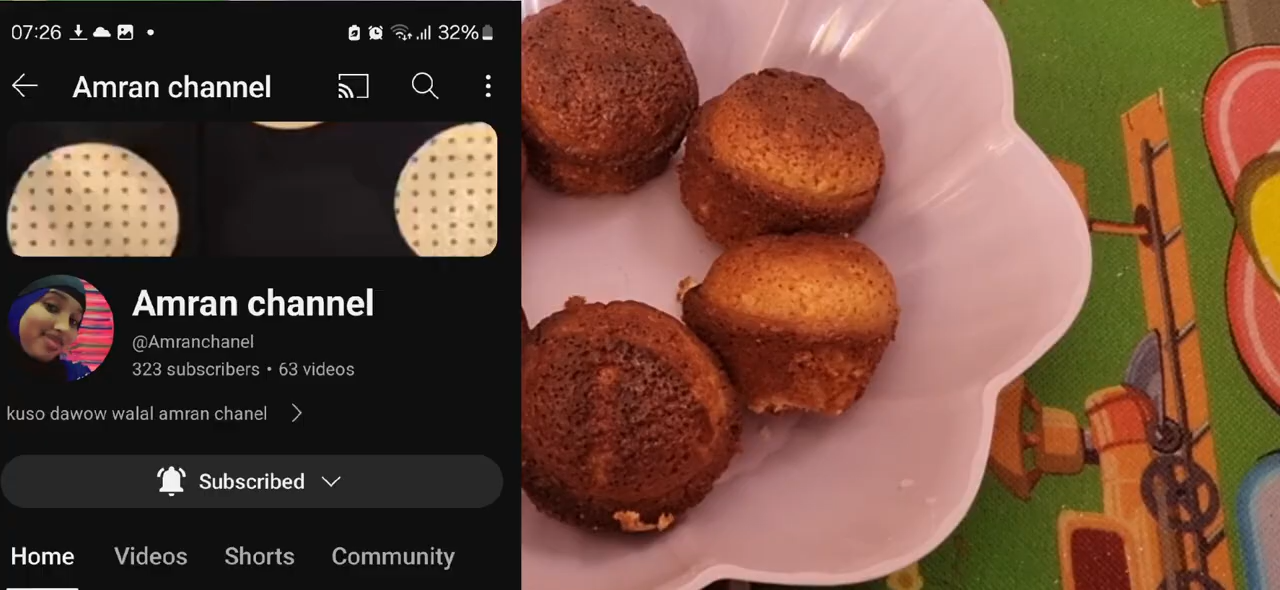 07:26 32%
Amran channel
Amran channel
@Amranchanel
323 subscribers • 63 videos
kuso dawow walal amran chanel
Subscribed
Home Videos Shorts Community